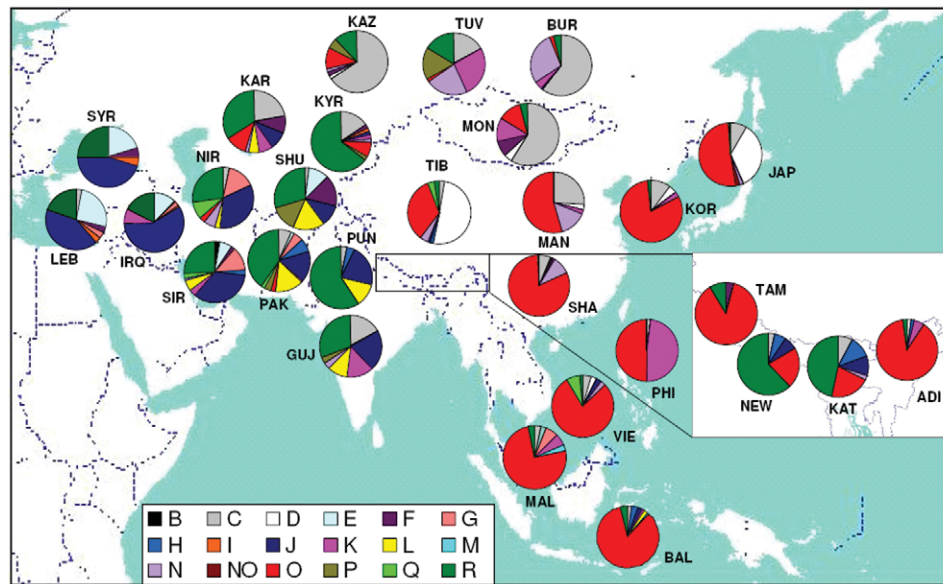 KAZ TUV BUR
KAR
SYR KYR MON
NIR SHU JAP
TIB KOR
LEB IRQ PUN MAN
SIR PAK SHA TAM
GUJ PHI NEW KAT ADI
VIE
MAL
B C D E F G
H I J K L M
N NO O P Q R
BAL